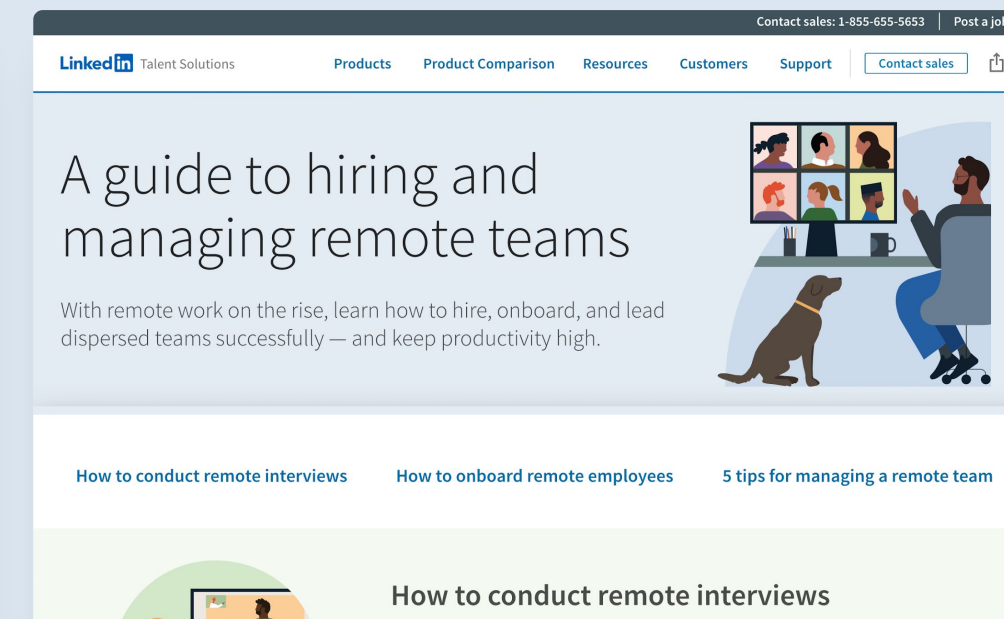 Contact sales: 1-855-655-5653
Post a job
Linked in Talent Solutions
Products
Product Comparison
Resources
Customers
Support
Contact sales
A guide to hiring and
managing remote teams
With remote work on the rise, learn how to hire, onboard, and lead
dispersed teams successfully — and keep productivity high.
How to conduct remote interviews
How to onboard remote employees
5 tips for managing a remote team
How to conduct remote interviews